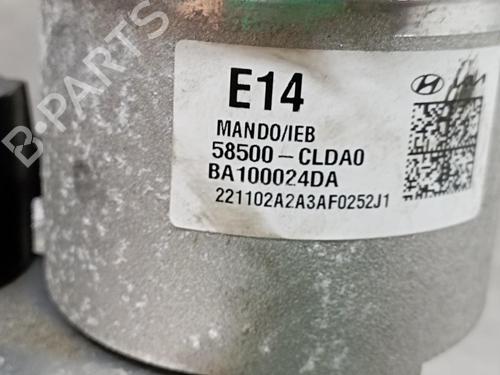 B-PARTS
E14
MANDO/IEB
58500-CLDA0
BA100024DA
221102A2A3AF0252J1